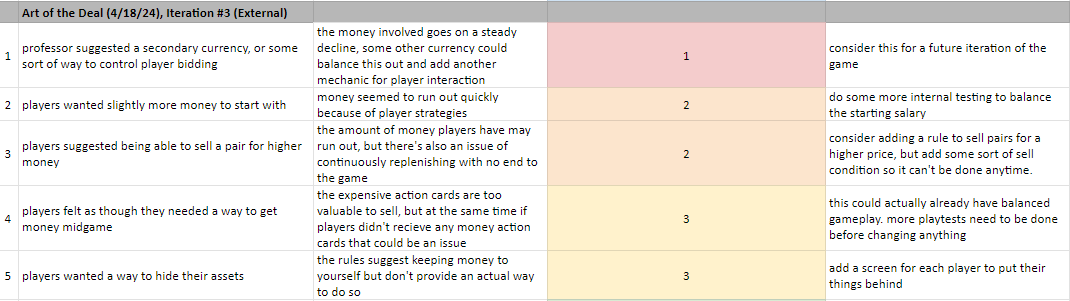 Art of the Deal (4/18/24), Iteration #3 (External)
1
professor suggested a secondary currency, or some
sort of way to control player bidding
the money involved goes on a steady
decline, some other currency could
balance this out and add another
mechanic for player interaction
1
consider this for a future iteration of the
game
2
players wanted slightly more money to start with
money seemed to run out quickly
because of player strategies
2
do some more internal testing to balance
the starting salary
3
players suggested being able to sell a pair for higher
money
the amount of money players have may
run out, but there's also an issue of
continuously replenishing with no end to
the game
2
consider adding a rule to sell pairs for a
higher price, but add some sort of sell
condition so it can't be done anytime.
4
players felt as though they needed a way to get
money midgame
the expensive action cards are too
valuable to sell, but at the same time if
players didn't recieve any money action
cards that could be an issue
3
this could actually already have balanced
gameplay. more playtests need to be done
before changing anything
5
players wanted a way to hide their assets
the rules suggest keeping money to
yourself but don't provide an actual way
to do so
3
add a screen for each player to put their
things behind